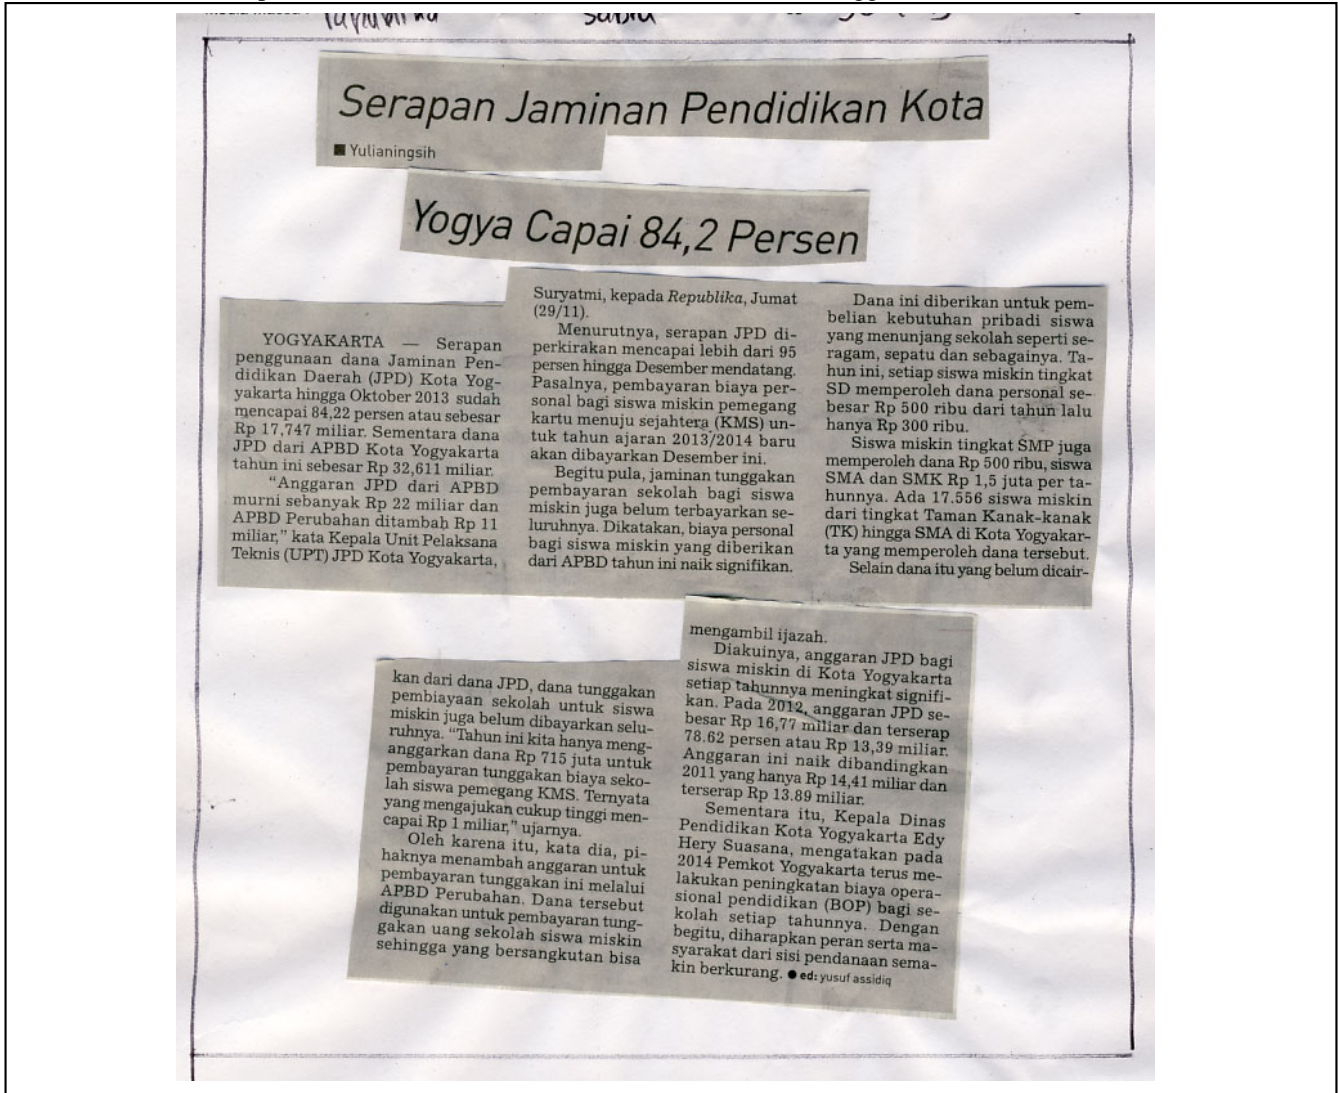 Republika
Sabtu
Serapan Jaminan Pendidikan Kota
■ Yulianingsih
Yogya Capai 84,2 Persen
YOGYAKARTA — Serapan
penggunaan dana Jaminan Pen-
didikan Daerah (JPD) Kota Yog-
yakarta hingga Oktober 2013 sudah
mencapai 84,22 persen atau sebesar
Rp 17,747 miliar. Sementara dana
JPD dari APBD Kota Yogyakarta
tahun ini sebesar Rp 32,611 miliar.
"Anggaran JPD dari APBD
murni sebanyak Rp 22 miliar dan
APBD Perubahan ditambah Rp 11
miliar," kata Kepala Unit Pelaksana
Teknis (UPT) JPD Kota Yogyakarta,
Suryatmi, kepada Republika, Jumat
(29/11).
Menurutnya, serapan JPD di-
perkirakan mencapai lebih dari 95
persen hingga Desember mendatang.
Pasalnya, pembayaran biaya per-
sonal bagi siswa miskin pemegang
kartu menuju sejahtera (KMS) un-
tuk tahun ajaran 2013/2014 baru
akan dibayarkan Desember ini.
Begitu pula, jaminan tunggakan
pembayaran sekolah bagi siswa
miskin juga belum terbayarkan se-
luruhnya. Dikatakan, biaya personal
bagi siswa miskin yang diberikan
dari APBD tahun ini naik signifikan.
Dana ini diberikan untuk pem-
belian kebutuhan pribadi siswa
yang menunjang sekolah seperti se-
ragam, sepatu dan sebagainya. Ta-
hun ini, setiap siswa miskin tingkat
SD memperoleh dana personal se-
besar Rp 500 ribu dari tahun lalu
hanya Rp 300 ribu.
Siswa miskin tingkat SMP juga
memperoleh dana Rp 500 ribu, siswa
SMA dan SMK Rp 1,5 juta per ta-
hunnya. Ada 17.556 siswa miskin
dari tingkat Taman Kanak-kanak
(TK) hingga SMA di Kota Yogyakar-
ta yang memperoleh dana tersebut.
Selain dana itu yang belum dicair-
kan dari dana JPD, dana tunggakan
pembiayaan sekolah untuk siswa
miskin juga belum dibayarkan selu-
ruhnya. "Tahun ini kita hanya meng-
anggarkan dana Rp 715 juta untuk
pembayaran tunggakan biaya seko-
lah siswa pemegang KMS. Ternyata
yang mengajukan cukup tinggi men-
capai Rp 1 miliar," ujarnya.
Oleh karena itu, kata dia, pi-
haknya menambah anggaran untuk
pembayaran tunggakan ini melalui
APBD Perubahan. Dana tersebut
digunakan untuk pembayaran tung-
gakan uang sekolah siswa miskin
sehingga yang bersangkutan bisa
mengambil ijazah.
Diakuinya, anggaran JPD bagi
siswa miskin di Kota Yogyakarta
setiap tahunnya meningkat signifi-
kan. Pada 2012, anggaran JPD se-
besar Rp 16,77 miliar dan terserap
78.62 persen atau Rp 13,39 miliar.
Anggaran ini naik dibandingkan
2011 yang hanya Rp 14,41 miliar dan
terserap Rp 13.89 miliar.
Sementara itu, Kepala Dinas
Pendidikan Kota Yogyakarta Edy
Hery Suasana, mengatakan pada
2014 Pemkot Yogyakarta terus me-
lakukan peningkatan biaya opera-
sional pendidikan (BOP) bagi se-
kolah setiap tahunnya. Dengan
begitu, diharapkan peran serta ma-
syarakat dari sisi pendanaan sema-
kin berkurang. ● ed: yusuf assidiq